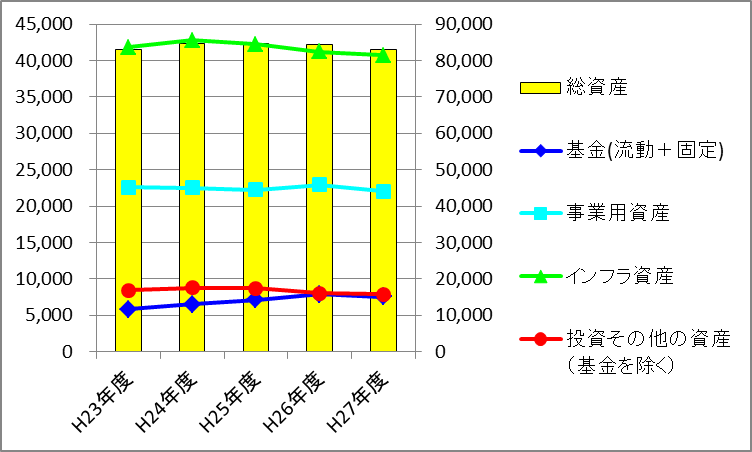 45,000
40,000
35,000
30,000
25,000
20,000
15,000
10,000
5,000
0
90,000
80,000
70,000
60,000
50,000
40,000
30,000
20,000
10,000
0
H23年度
H24年度
H25年度
H26年度
H27年度
総資産
基金(流動＋固定)
事業用資産
インフラ資産
投資その他の資産
（基金を除く）